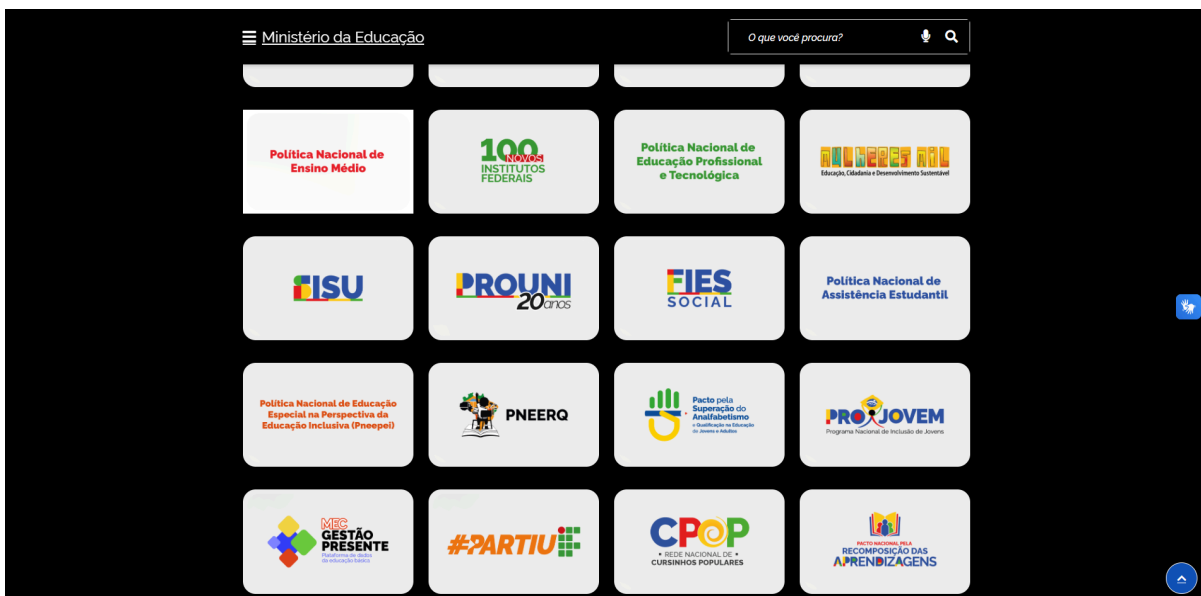 Ministério da Educação
O que você procura?
Política Nacional de
Ensino Médio
100
NOVOS
INSTITUTOS
FEDERAIS
Política Nacional de
Educação Profissional
e Tecnológica
MULHERES MIL
Educação, Cidadania e Desenvolvimento Sustentável
SISU
PROUNI
20anos
FIES
SOCIAL
Política Nacional de
Assistência Estudantil
Política Nacional de Educação
Especial na Perspectiva da
Educação Inclusiva (Pneepei)
PNEERQ
Pacto pela
Superação do
Analfabetismo
e Qualificação na Educação
de Jovens e Adultos
PROJOVEM
Programa Nacional de Inclusão de Jovens
MEC
GESTÃO
PRESENTE
Plataforma de dados
da educação básica
#PARTIUIF
CPOP
• REDE NACIONAL DE •
CURSINHOS POPULARES
PACTO NACIONAL PELA
RECOMPOSIÇÃO DAS
APRENDIZAGENS